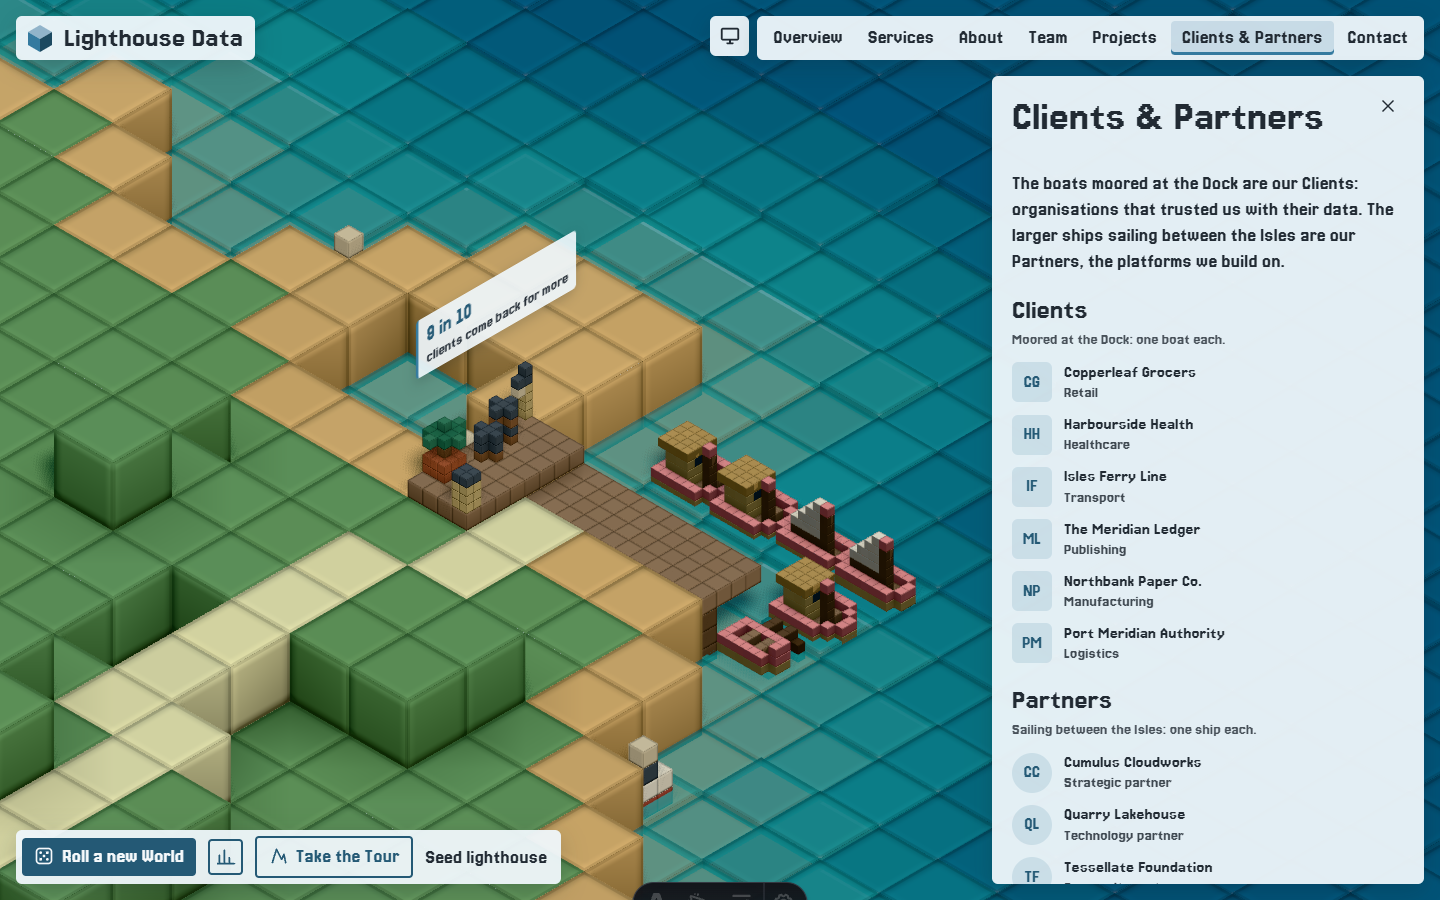 Lighthouse Data
Overview
Services
About
Team
Projects
Clients & Partners
Contact
Clients & Partners
The boats moored at the Dock are our Clients:
organisations that trusted us with their data. The
larger ships sailing between the Isles are our
Partners, the platforms we build on.
Clients
Moored at the Dock: one boat each.
CG
Copperleaf Grocers
Retail
HH
Harbourside Health
Healthcare
IF
Isles Ferry Line
Transport
ML
The Meridian Ledger
Publishing
NP
Northbank Paper Co.
Manufacturing
PM
Port Meridian Authority
Logistics
Partners
Sailing between the Isles: one ship each.
CC
Cumulus Cloudworks
Strategic partner
QL
Quarry Lakehouse
Technology partner
TF
Tessellate Foundation
9 in 10
clients come back for more
Roll a new World
Take the Tour
Seed lighthouse